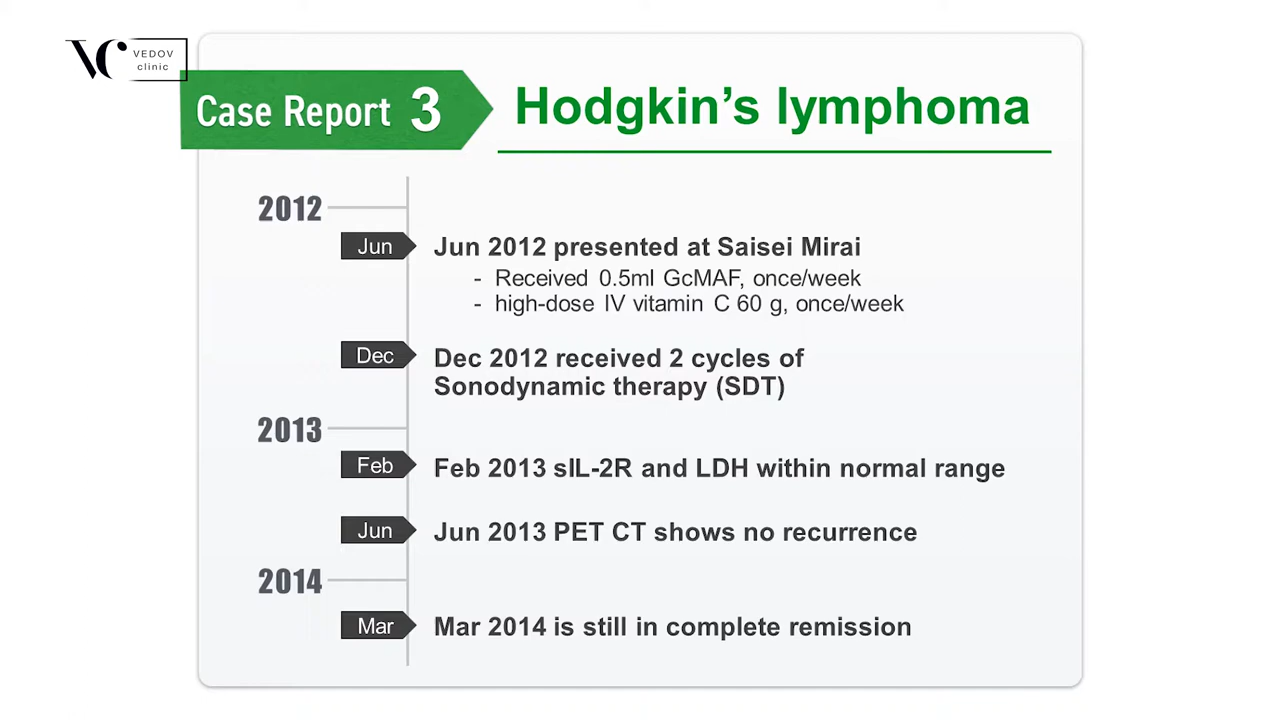 VC VEDOV
clinic
Case Report 3
Hodgkin’s lymphoma
2012
Jun
Jun 2012 presented at Saisei Mirai
- Received 0.5ml GcMAF, once/week
- high-dose IV vitamin C 60 g, once/week
Dec
Dec 2012 received 2 cycles of
Sonodynamic therapy (SDT)
2013
Feb
Feb 2013 sIL-2R and LDH within normal range
Jun
Jun 2013 PET CT shows no recurrence
2014
Mar
Mar 2014 is still in complete remission